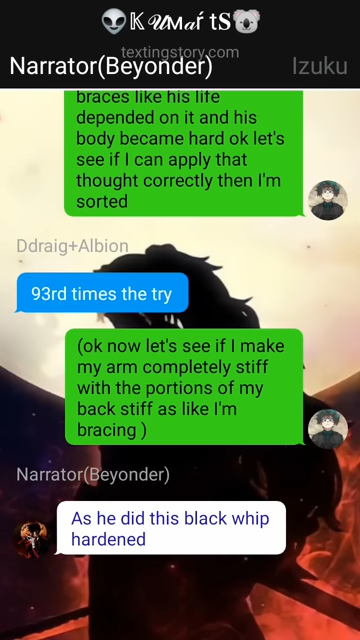 👽𝕂 𝓤ᴍ𝒶ŕ tS🐨
textingstory.com
Narrator(Beyonder)
Izuku
braces like his life
depended on it and his
body became hard ok let's
see if I can apply that
thought correctly then I'm
sorted
Ddraig+Albion
93rd times the try
(ok now let's see if I make
my arm completely stiff
with the portions of my
back stiff as like I'm
bracing )
Narrator(Beyonder)
As he did this black whip
hardened